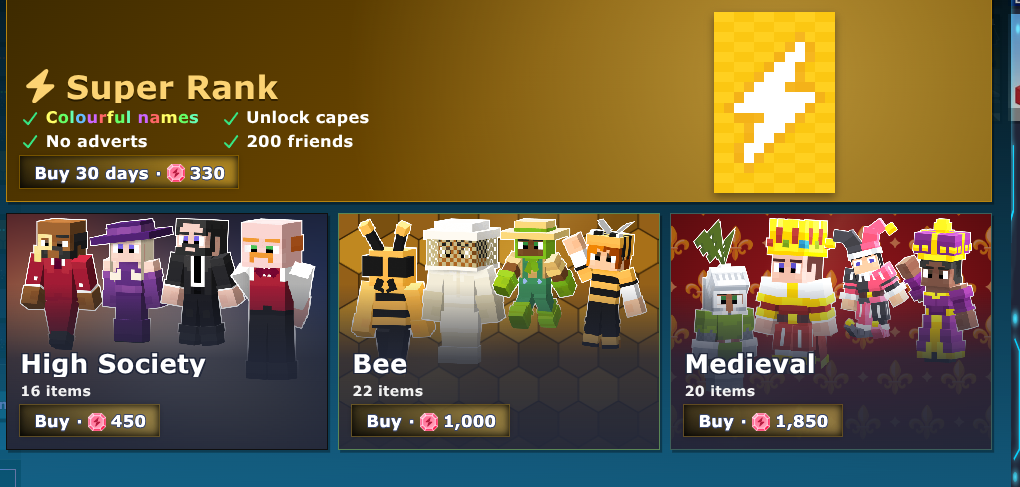 Super Rank
Colourful names
Unlock capes
No adverts
200 friends
Buy 30 days · 330
High Society
16 items
Buy · 450
Bee
22 items
Buy · 1,000
Medieval
20 items
Buy · 1,850